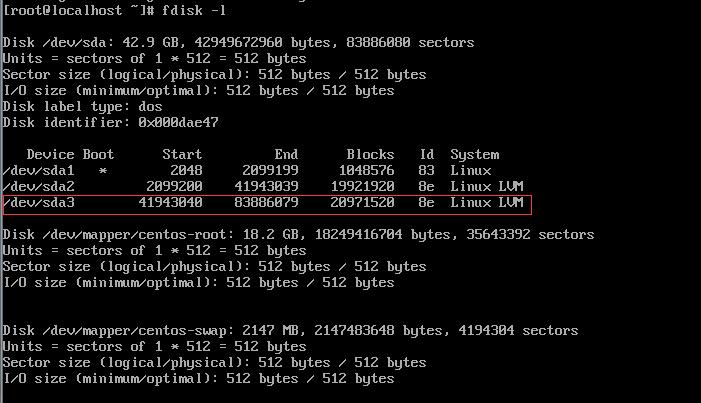 [root@localhost ~]# fdisk -l
Disk /dev/sda: 42.9 GB, 42949672960 bytes, 83886080 sectors
Units = sectors of 1 * 512 = 512 bytes
Sector size (logical/physical): 512 bytes / 512 bytes
I/O size (minimum/optimal): 512 bytes / 512 bytes
Disk label type: dos
Disk identifier: 0x000dae47
Device Boot Start End Blocks Id System
/dev/sda1 * 2048 2099199 1048576 83 Linux
/dev/sda2 2099200 41943039 19921920 8e Linux LVM
/dev/sda3 41943040 83886079 20971520 8e Linux LVM
Disk /dev/mapper/centos-root: 18.2 GB, 18249416704 bytes, 35643392 sectors
Units = sectors of 1 * 512 = 512 bytes
Sector size (logical/physical): 512 bytes / 512 bytes
I/O size (minimum/optimal): 512 bytes / 512 bytes
Disk /dev/mapper/centos-swap: 2147 MB, 2147483648 bytes, 4194304 sectors
Units = sectors of 1 * 512 = 512 bytes
Sector size (logical/physical): 512 bytes / 512 bytes
I/O size (minimum/optimal): 512 bytes / 512 bytes